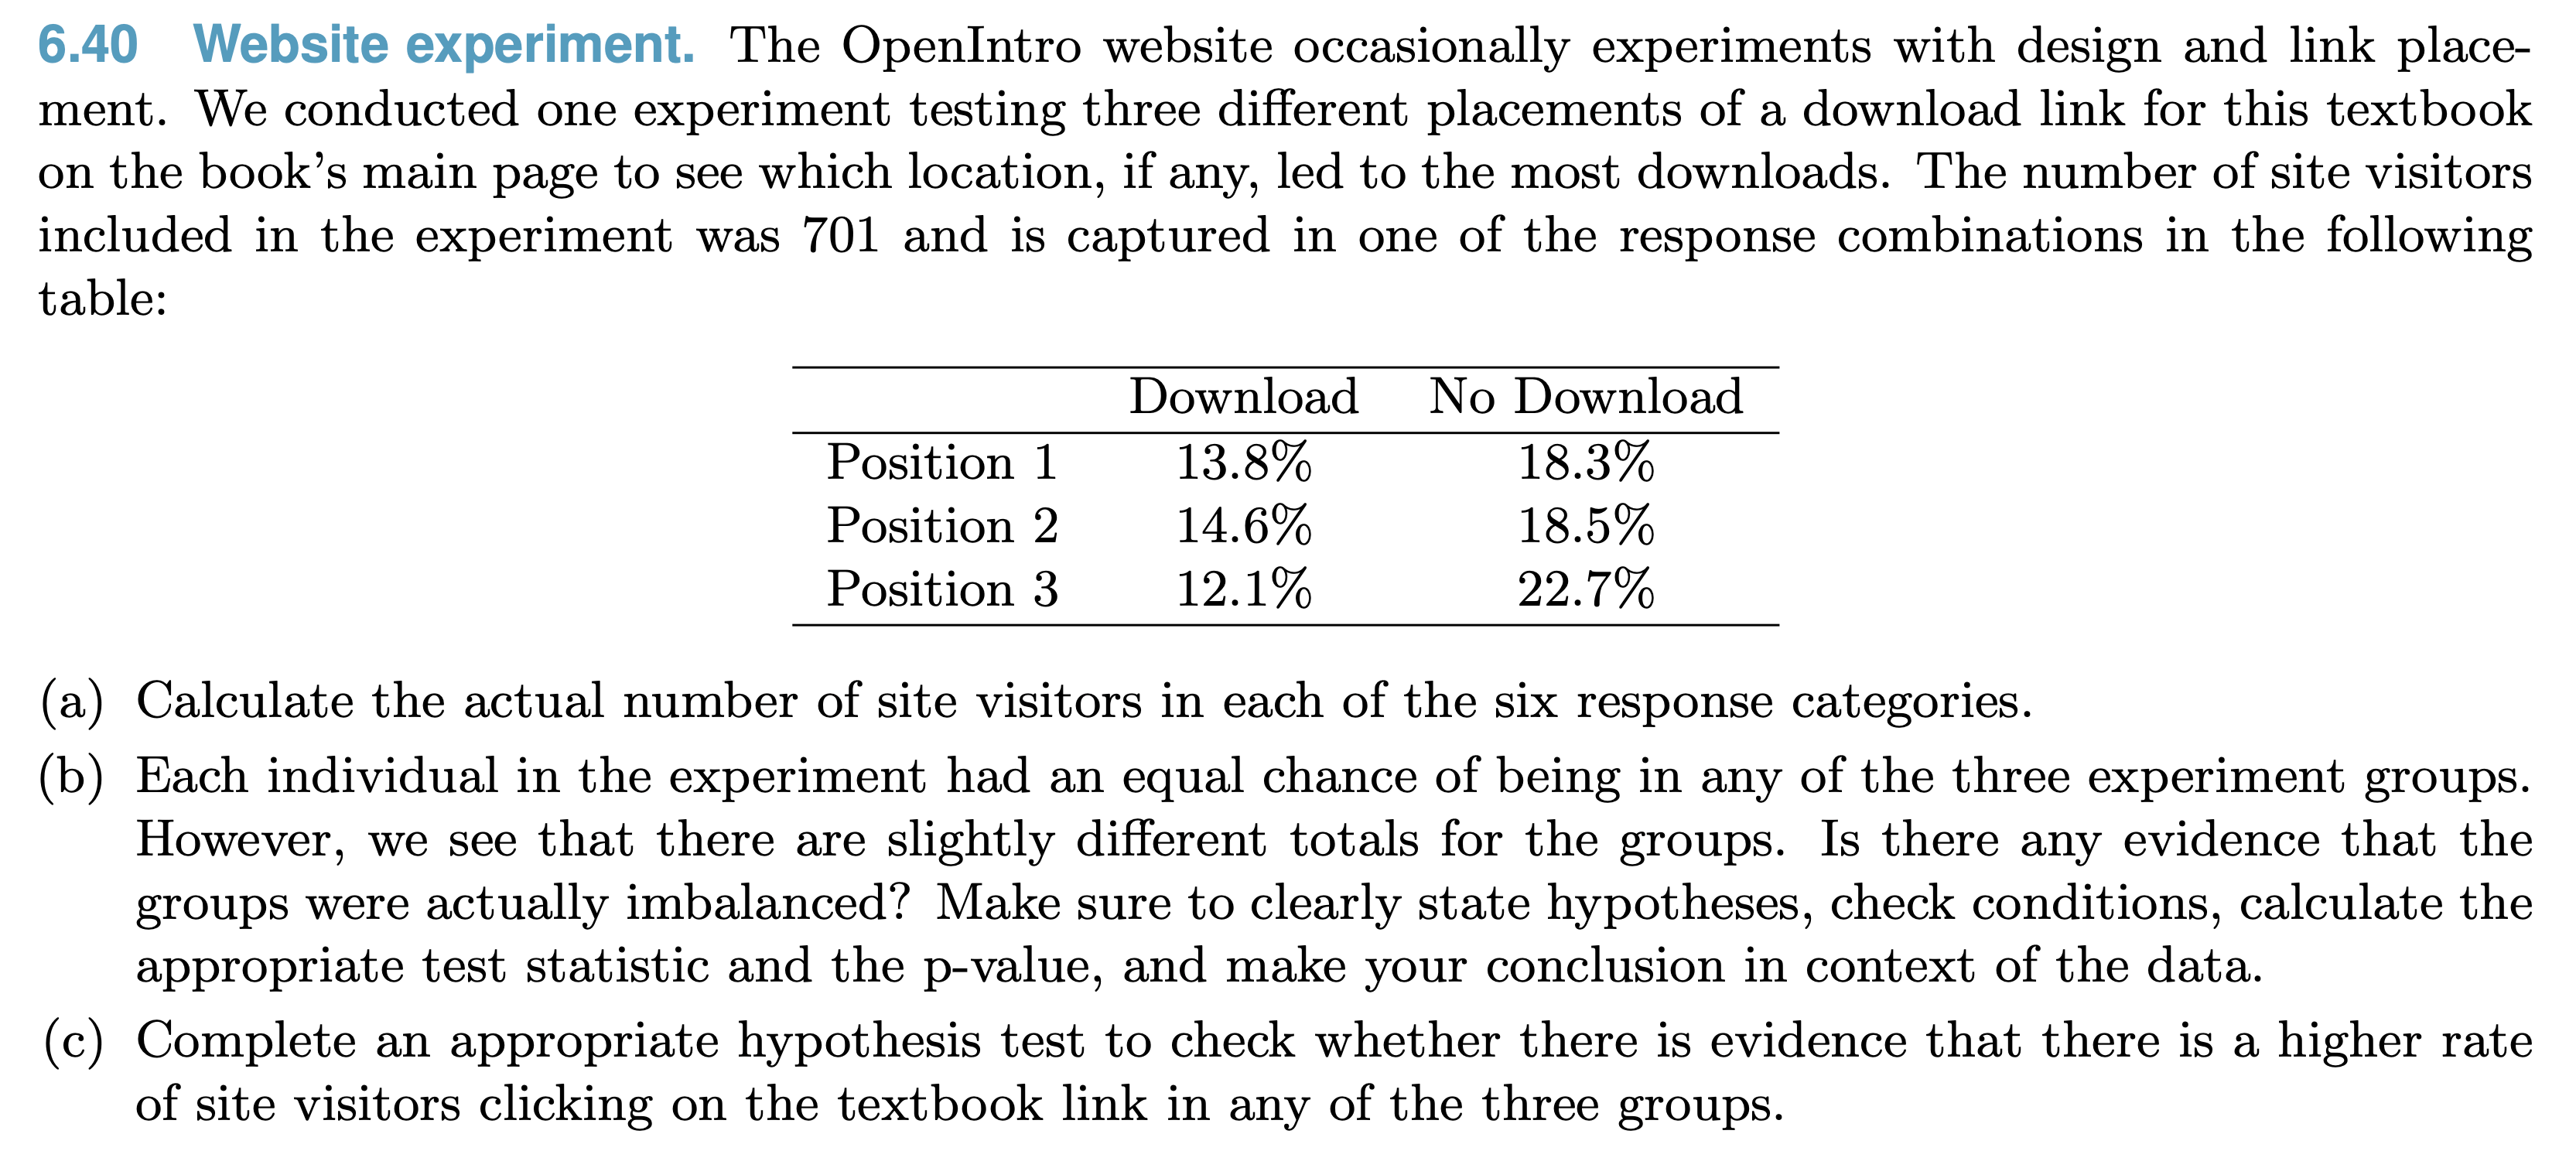 6.40 Website experiment. The OpenIntro website occasionally experiments with design and link place-
ment. We conducted one experiment testing three different placements of a download link for this textbook
on the book's main page to see which location, if any, led to the most downloads. The number of site visitors
included in the experiment was 701 and is captured in one of the response combinations in the following
table:
Download No Download
Position 1 13.8% 18.3%
Position 2 14.6% 18.5%
Position 3 12.1% 22.7%
(a) Calculate the actual number of site visitors in each of the six response categories.
(b) Each individual in the experiment had an equal chance of being in any of the three experiment groups.
However, we see that there are slightly different totals for the groups. Is there any evidence that the
groups were actually imbalanced? Make sure to clearly state hypotheses, check conditions, calculate the
appropriate test statistic and the p-value, and make your conclusion in context of the data.
(c) Complete an appropriate hypothesis test to check whether there is evidence that there is a higher rate
of site visitors clicking on the textbook link in any of the three groups.